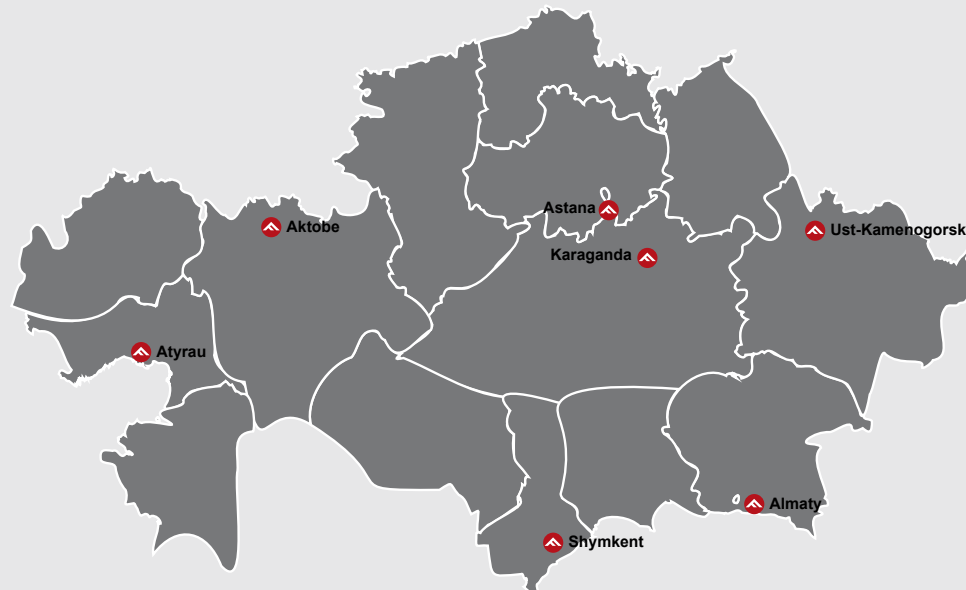 Astana
Aktobe
Ust-Kamenogorsk
Karaganda
Atyrau
Almaty
Shymkent